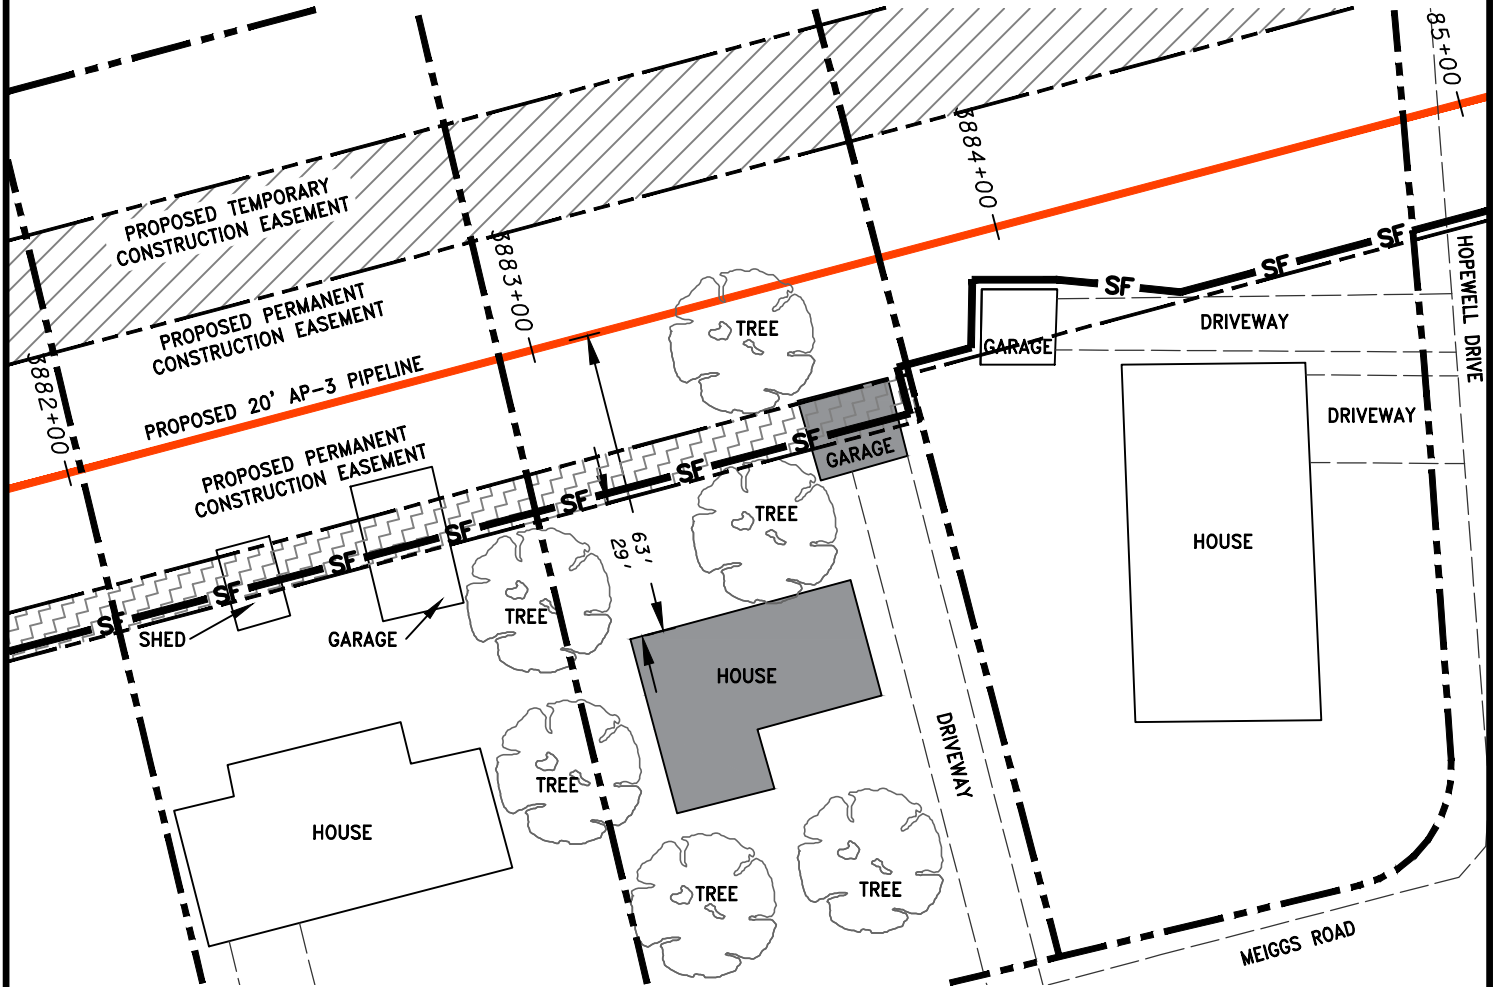 85+00
3884+00
PROPOSED TEMPORARY
CONSTRUCTION EASEMENT
3883+00
SF
SF
SF
HOPEWELL DRIVE
PROPOSED PERMANENT
CONSTRUCTION EASEMENT
TREE
DRIVEWAY
GARAGE
3882+00
PROPOSED 20' AP-3 PIPELINE
DRIVEWAY
PROPOSED PERMANENT
CONSTRUCTION EASEMENT
SF
GARAGE
SF
SF
TREE
SF
HOUSE
63'
29'
SF
SF
SF
TREE
SHED
GARAGE
HOUSE
DRIVEWAY
TREE
HOUSE
TREE
TREE
MEIGGS ROAD